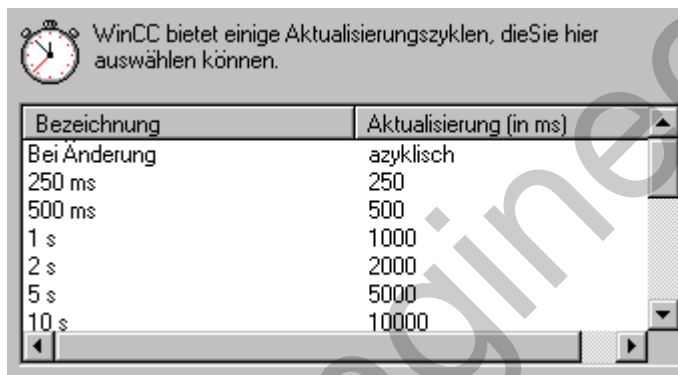 WinCC bietet einige Aktualisierungszyklen, dieSie hier
auswählen können.
Bezeichnung Aktualisierung (in ms)
Bei Änderung azyklisch
250 ms 250
500 ms 500
1 s 1000
2 s 2000
5 s 5000
10 s 10000